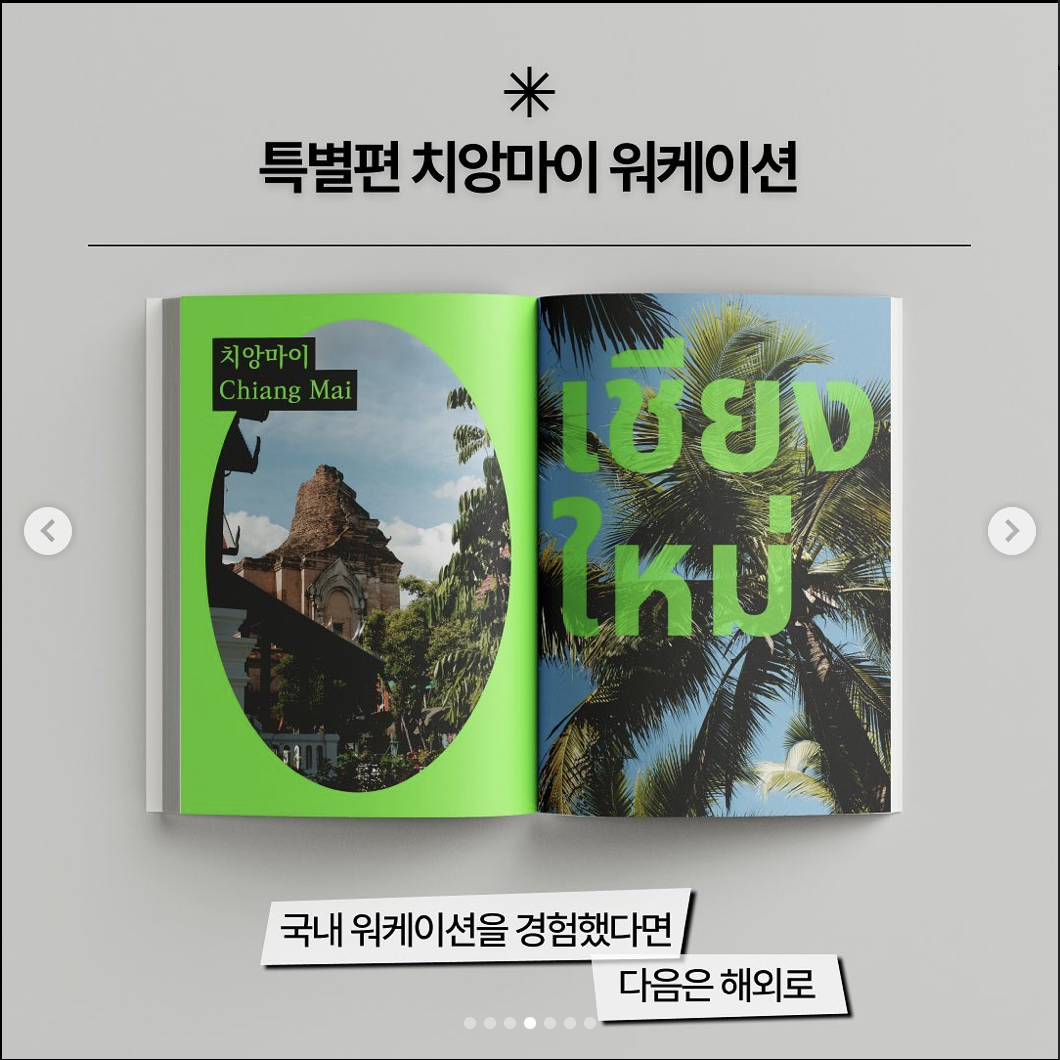 특별편 치앙마이 워케이션
치앙마이
Chiang Mai
เชียง
ใหม่
국내 워케이션을 경험했다면
다음은 해외로